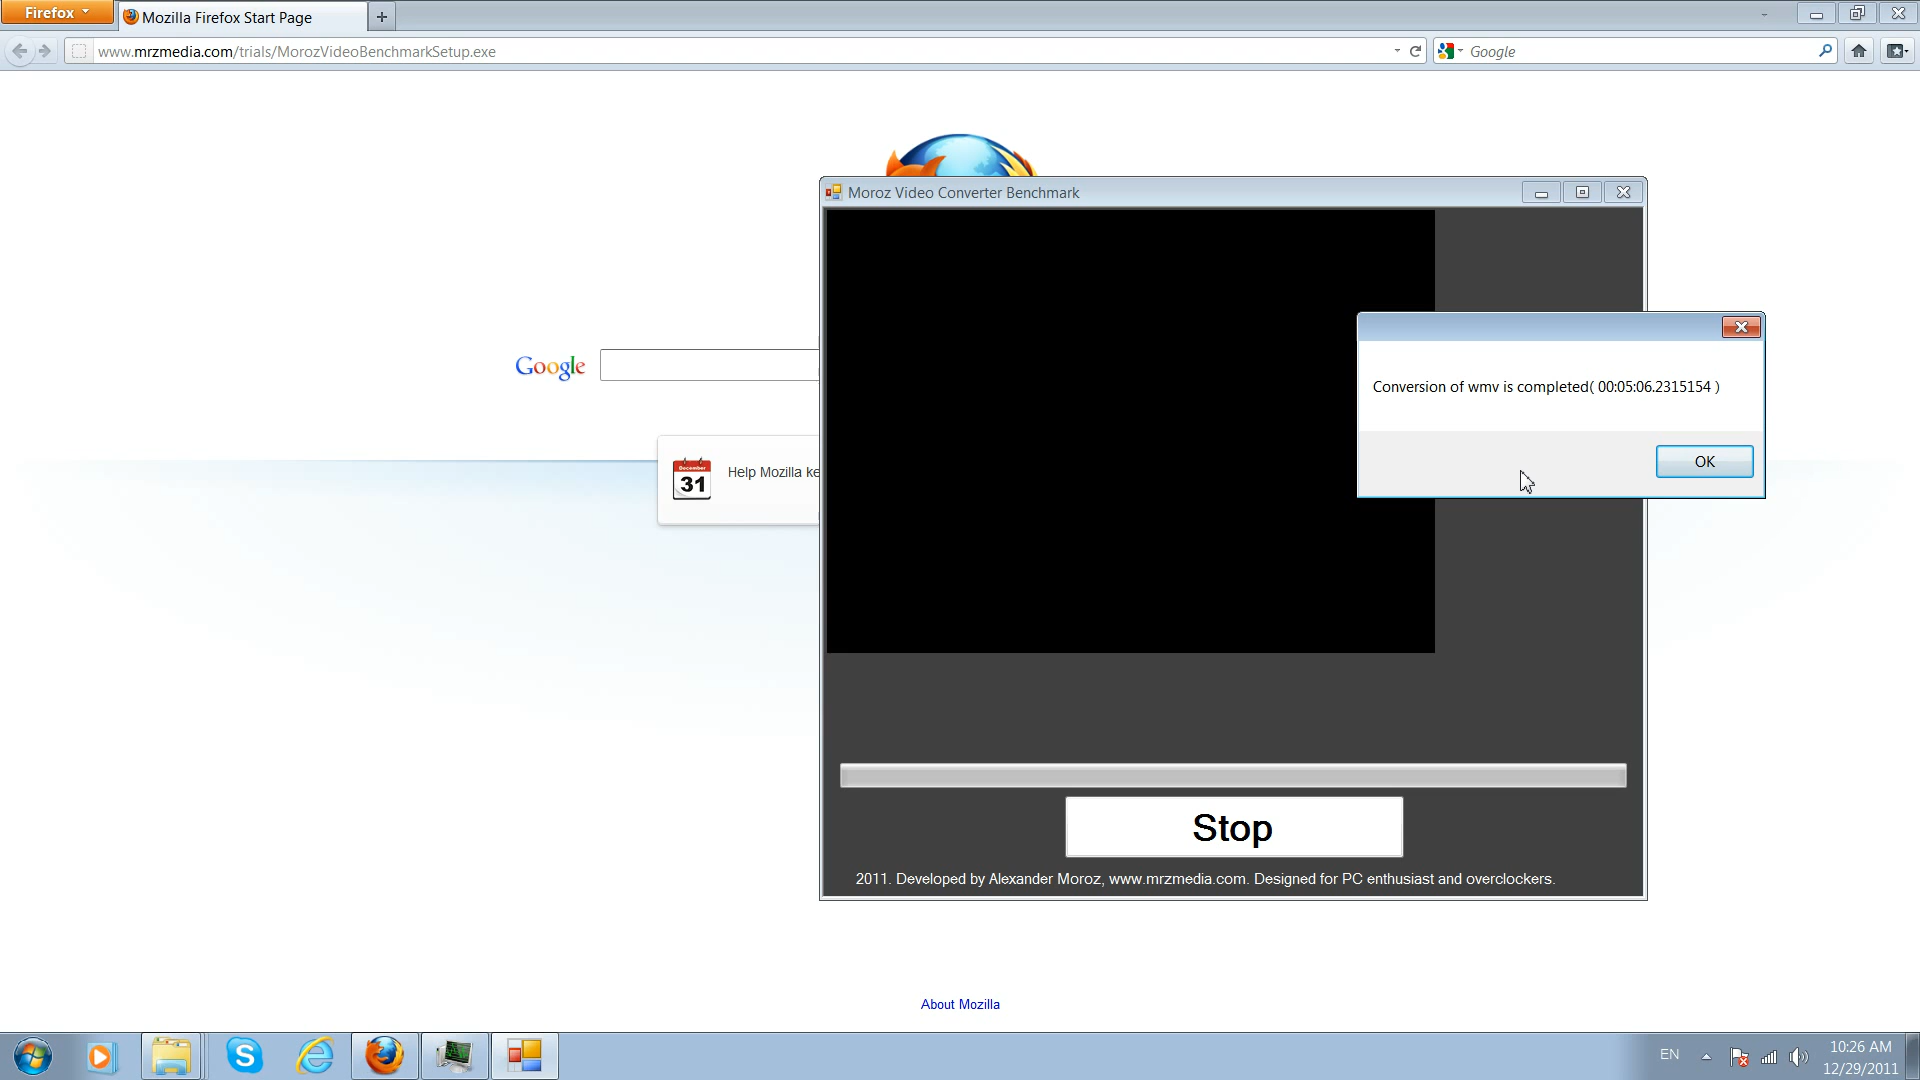 Firefox
Mozilla Firefox Start Page
www.mrzmedia.com/trials/MorozVideoBenchmarkSetup.exe
Google
Moroz Video Converter Benchmark
Conversion of wmv is completed( 00:05:06.2315154 )
OK
Google
December
31
Help Mozilla ke
Stop
2011. Developed by Alexander Moroz, www.mrzmedia.com. Designed for PC enthusiast and overclockers.
About Mozilla
EN
10:26 AM
12/29/2011